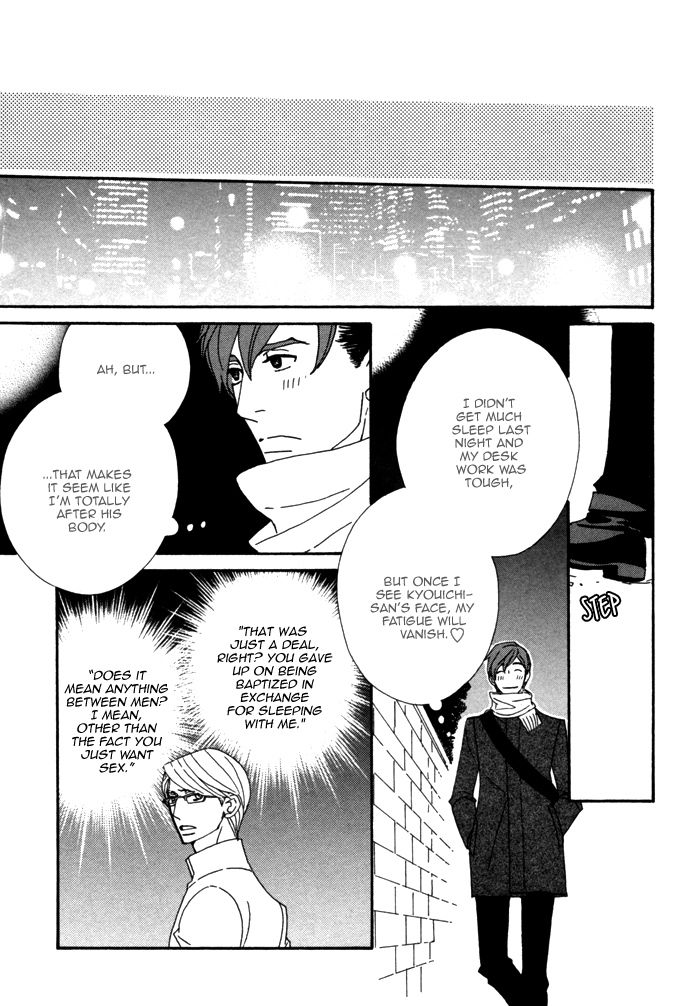 STEP
I DIDN'T
GET MUCH
SLEEP LAST
NIGHT AND
MY DESK
WORK WAS
TOUGH,
BUT ONCE I
SEE KYOUICHI-
SAN'S FACE, MY
FATIGUE WILL
VANISH.♡
AH, BUT...
...THAT MAKES
IT SEEM LIKE
I'M TOTALLY
AFTER HIS
BODY.
"THAT WAS
JUST A DEAL,
RIGHT? YOU GAVE
UP ON BEING
BAPTIZED IN
EXCHANGE
FOR SLEEPING
WITH ME."
"DOES IT
MEAN ANYTHING
BETWEEN MEN?
I MEAN,
OTHER THAN
THE FACT YOU
JUST WANT
SEX."